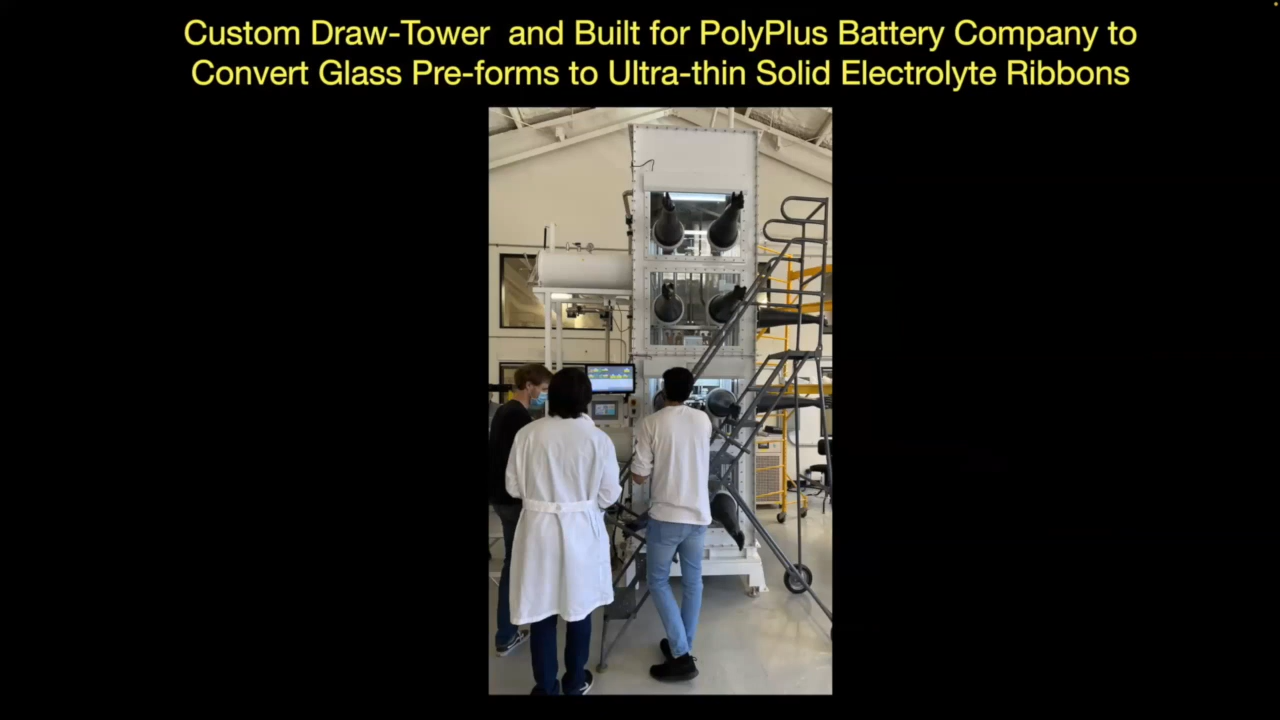 Custom Draw-Tower and Built for PolyPlus Battery Company to
Convert Glass Pre-forms to Ultra-thin Solid Electrolyte Ribbons